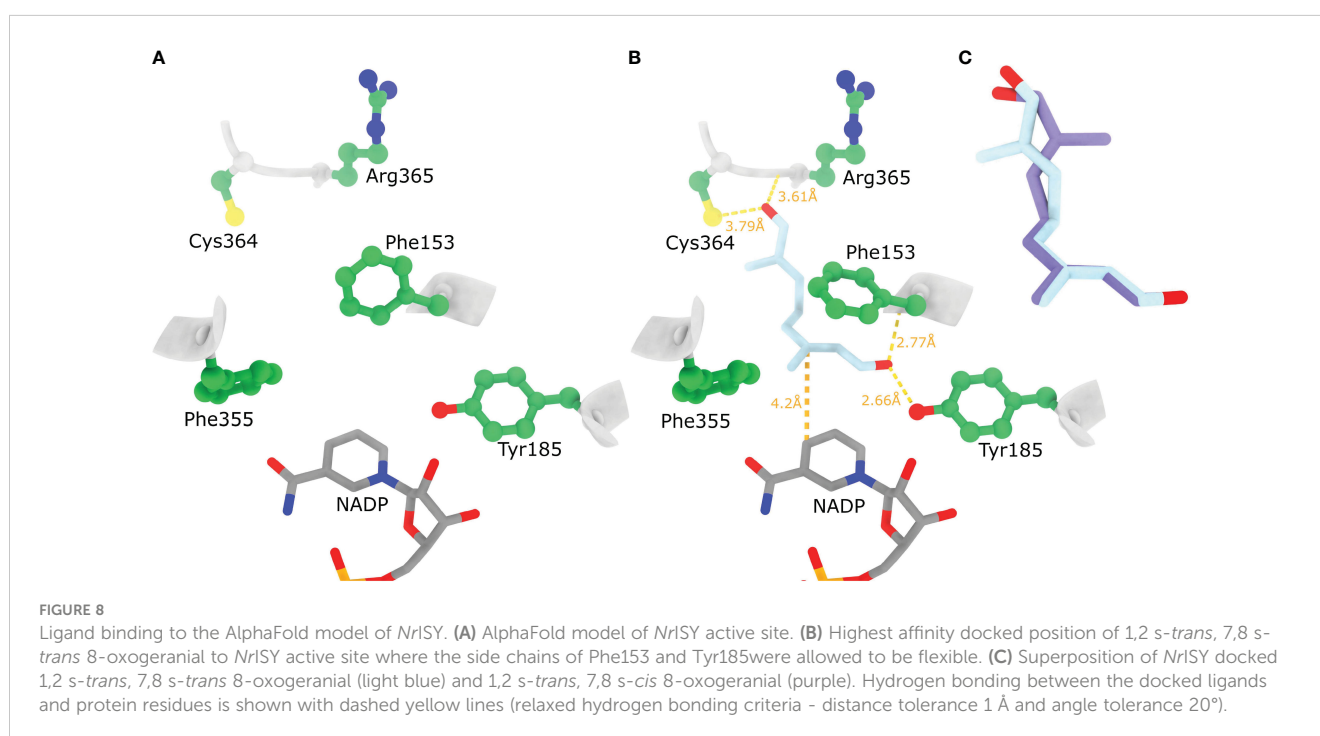 A
B
C
Arg365
Cys364
Phe153
Phe355
Tyr185
NADP
Arg365
3.61Å
3.79Å
Cys364
Phe153
2.77Å
4.2Å
2.66Å
Phe355
Tyr185
NADP
FIGURE 8
Ligand binding to the AlphaFold model of NrISY. (A) AlphaFold model of NrISY active site. (B) Highest affinity docked position of 1,2 s-trans, 7,8 s-
trans 8-oxogeranial to NrISY active site where the side chains of Phe153 and Tyr185were allowed to be flexible. (C) Superposition of NrISY docked
1,2 s-trans, 7,8 s-trans 8-oxogeranial (light blue) and 1,2 s-trans, 7,8 s-cis 8-oxogeranial (purple). Hydrogen bonding between the docked ligands
and protein residues is shown with dashed yellow lines (relaxed hydrogen bonding criteria - distance tolerance 1 Å and angle tolerance 20°).